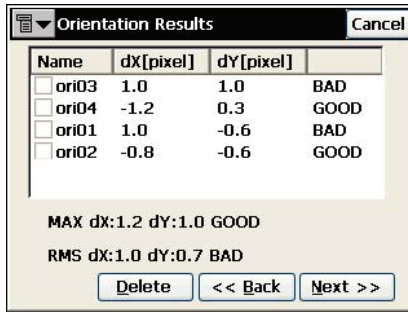 Orientation Results Cancel
Name dX[pixel] dY[pixel]
ori03 1.0 1.0 BAD
ori04 -1.2 0.3 GOOD
ori01 1.0 -0.6 BAD
ori02 -0.8 -0.6 GOOD
MAX dX:1.2 dY:1.0 GOOD
RMS dX:1.0 dY:0.7 BAD
Delete << Back Next >>